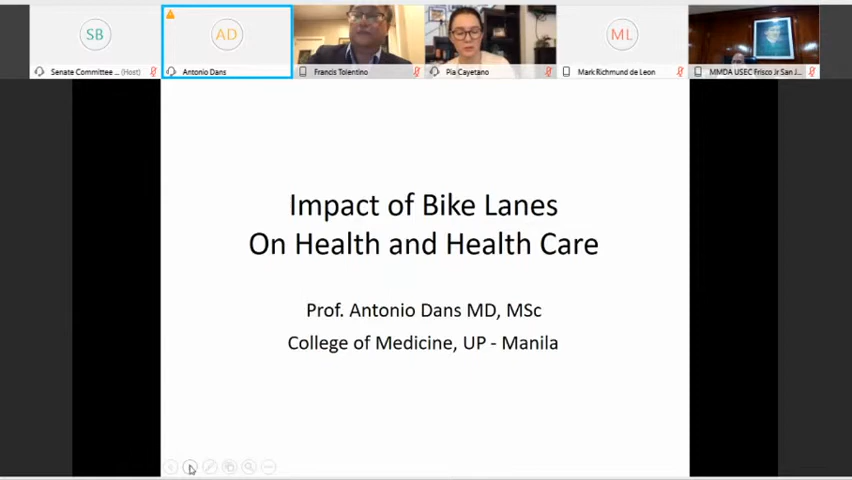 SB
AD
ML
Senate Committee ... (Host)
Antonio Dans
Francis Tolentino
Pia Cayetano
Mark Richmund de Leon
MMDA USEC Frisco Jr San J...
Impact of Bike Lanes
On Health and Health Care
Prof. Antonio Dans MD, MSc
College of Medicine, UP - Manila